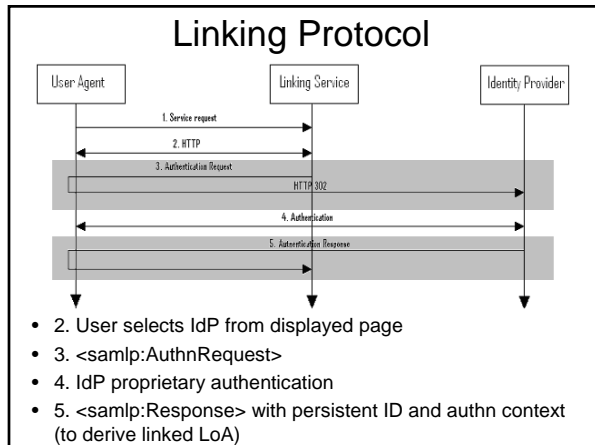 Linking Protocol
User Agent
Linking Service
Identity Provider
1. Service request
2. HTTP
3. Authentication Request
HTTP 302
4. Authentication
5. Autentication Response
• 2. User selects IdP from displayed page
• 3. <samlp:AuthnRequest>
• 4. IdP proprietary authentication
• 5. <samlp:Response> with persistent ID and authn context
(to derive linked LoA)